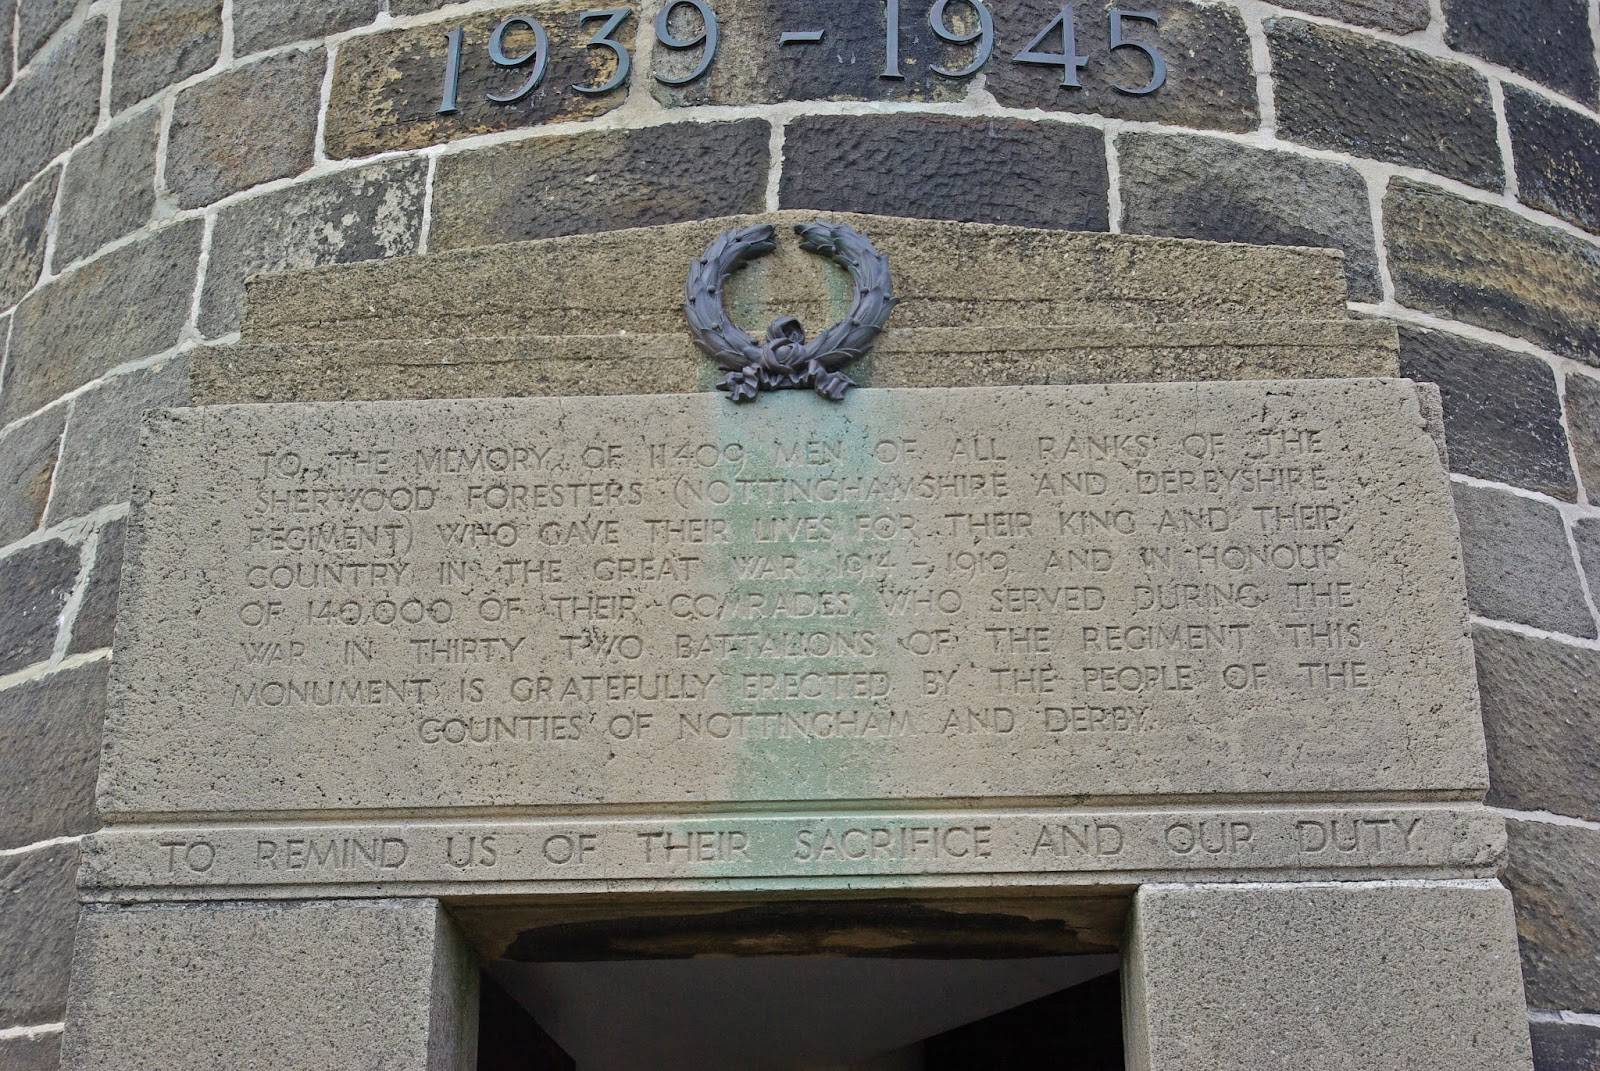 1939 - 1945
TO THE MEMORY OF 11,409 MEN OF ALL RANKS OF THE
SHERWOOD FORESTERS (NOTTINGHAMSHIRE AND DERBYSHIRE
REGIMENT) WHO GAVE THEIR LIVES FOR THEIR KING AND THEIR
COUNTRY IN THE GREAT WAR 1914 - 1919 AND IN HONOUR
OF 140,000 OF THEIR COMRADES WHO SERVED DURING THE
WAR IN THIRTY TWO BATTALIONS OF THE REGIMENT THIS
MONUMENT IS GRATEFULLY ERECTED BY THE PEOPLE OF THE
COUNTIES OF NOTTINGHAM AND DERBY.
TO REMIND US OF THEIR SACRIFICE AND OUR DUTY.